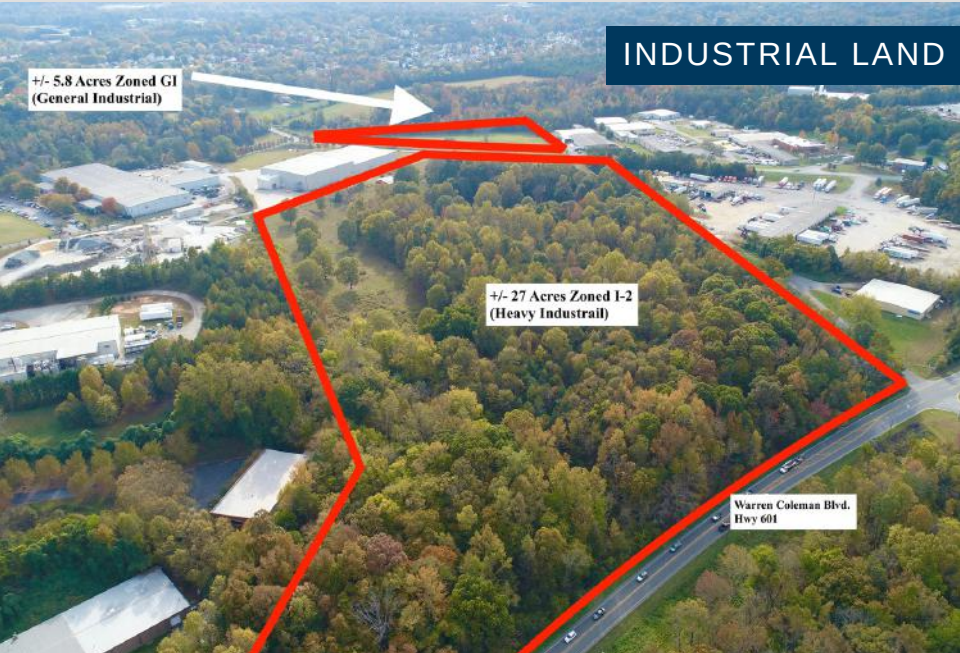 INDUSTRIAL LAND
+/- 5.8 Acres Zoned GI
(General Industrial)
+/- 27 Acres Zoned I-2
(Heavy Industrail)
Warren Coleman Blvd.
Hwy 601